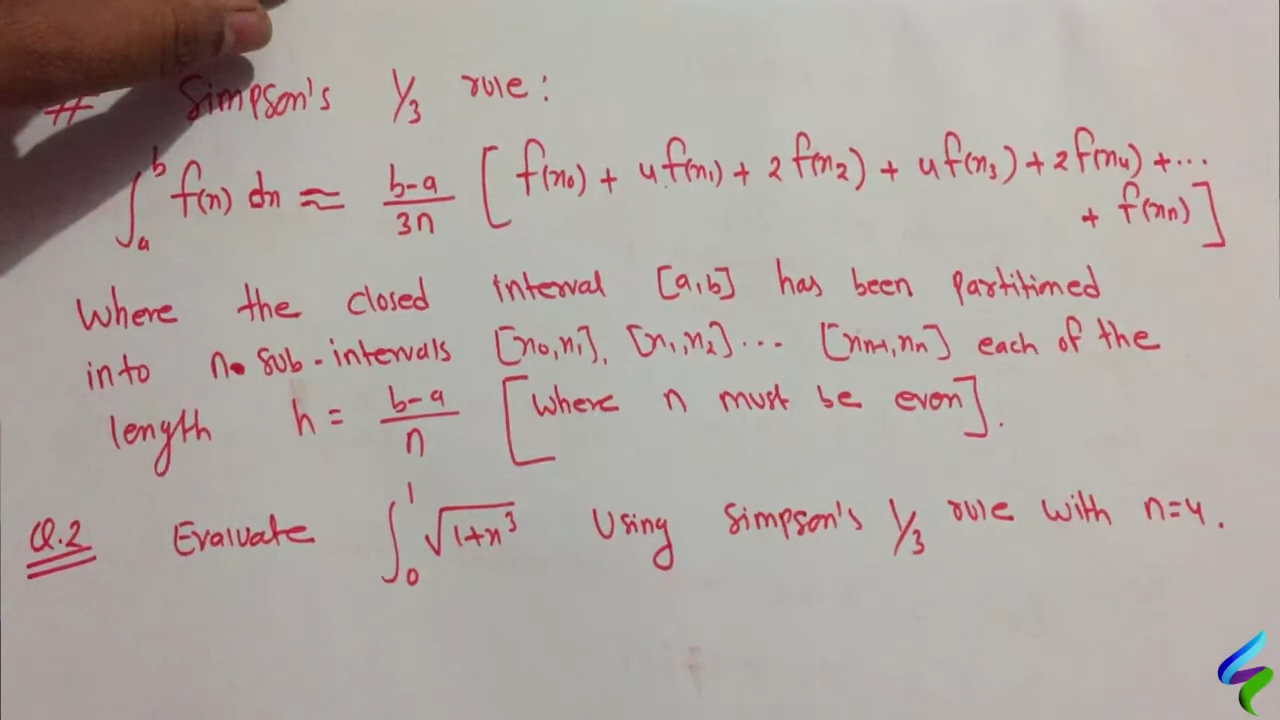 # Simpson's 1/3 rule:
∫_a^b f(x) dx ≈ (b-a)/3n [f(x₀) + 4f(x₁) + 2f(x₂) + 4f(x₃) + 2f(x₄) + ...
+ f(xₙ)]
Where the closed interval [a,b] has been partitimed
into n sub-intervals [x₀,x₁], [x₁,x₂]... [xₙ₋₁,xₙ] each of the
length h = (b-a)/n [Where n must be even].
Q.2 Evaluate ∫_0^1 √(1+x³) Using Simpson's 1/3 rule with n=4.